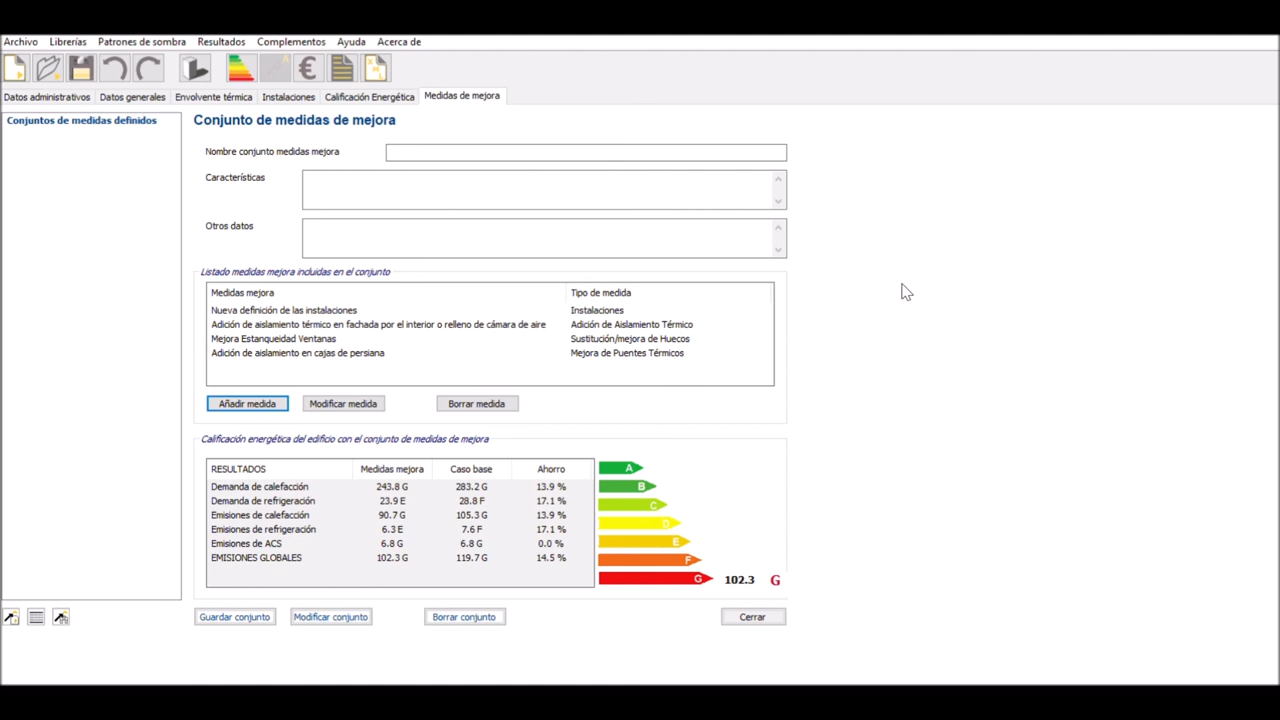 Archivo Librerías Patrones de sombra Resultados Complementos Ayuda Acerca de
Datos administrativos Datos generales Envolvente térmica Instalaciones Calificación Energética Medidas de mejora
Conjuntos de medidas definidos
Conjunto de medidas de mejora
Nombre conjunto medidas mejora
Características
Otros datos
Listado medidas mejora incluidas en el conjunto
Medidas mejora Tipo de medida
Nueva definición de las instalaciones Instalaciones
Adición de aislamiento térmico en fachada por el interior o relleno de cámara de aire Adición de Aislamiento Térmico
Mejora Estanqueidad Ventanas Sustitución/mejora de Huecos
Adición de aislamiento en cajas de persiana Mejora de Puentes Térmicos
Añadir medida Modificar medida Borrar medida
Calificación energética del edificio con el conjunto de medidas de mejora
RESULTADOS Medidas mejora Caso base Ahorro
Demanda de calefacción 243.8 G 283.2 G 13.9 %
Demanda de refrigeración 23.9 E 28.8 F 17.1 %
Emisiones de calefacción 90.7 G 105.3 G 13.9 %
Emisiones de refrigeración 6.3 E 7.6 F 17.1 %
Emisiones de ACS 6.8 G 6.8 G 0.0 %
EMISIONES GLOBALES 102.3 G 119.7 G 14.5 %
A
B
C
D
E
F
G 102.3 G
Guardar conjunto Modificar conjunto Borrar conjunto Cerrar